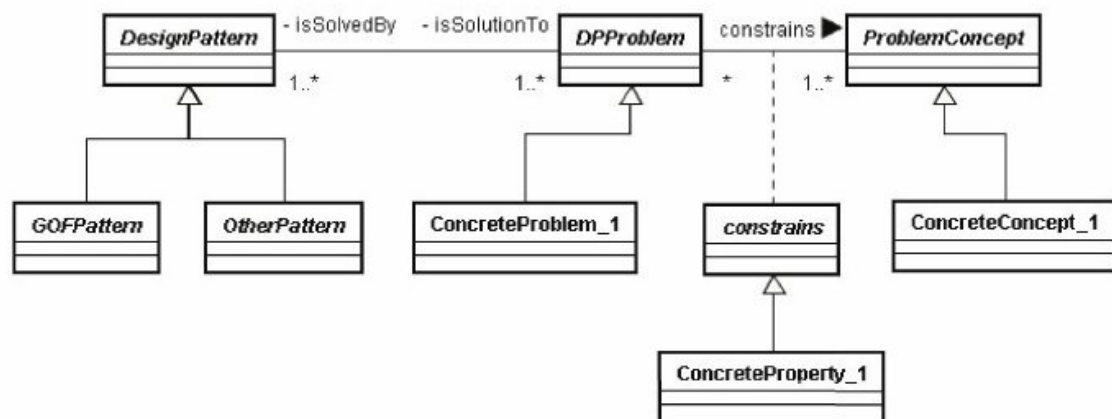 DesignPattern - isSolvedBy - isSolutionTo DPProblem constrains ProblemConcept
1..* 1..* * 1..*
GOFPattern OtherPattern ConcreteProblem_1 constrains ConcreteConcept_1
ConcreteProperty_1